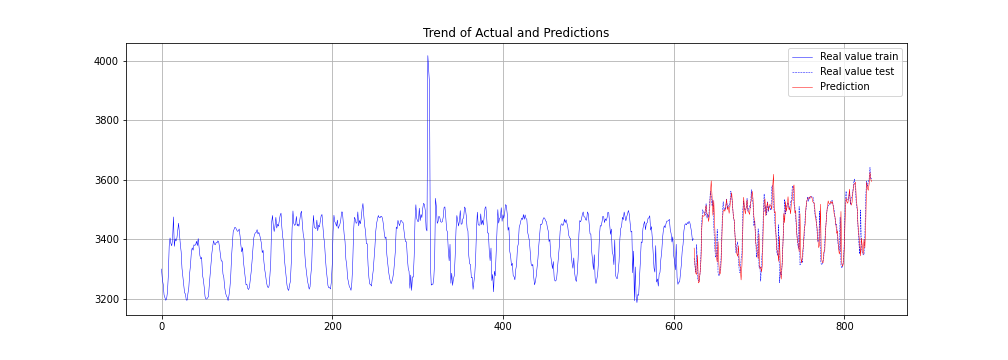 Trend of Actual and Predictions
Real value train
Real value test
Prediction
4000
3800
3600
3400
3200
0
200
400
600
800